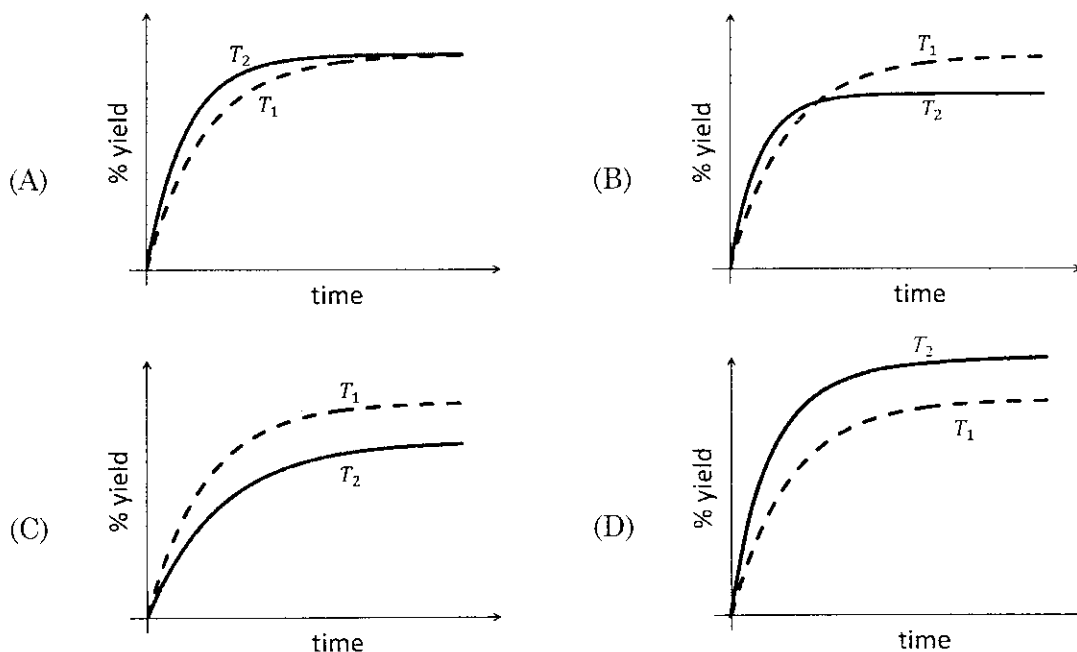 (A)
% yield
T₂
T₁
time
(B)
% yield
T₁
T₂
time
(C)
% yield
T₁
T₂
time
(D)
% yield
T₂
T₁
time